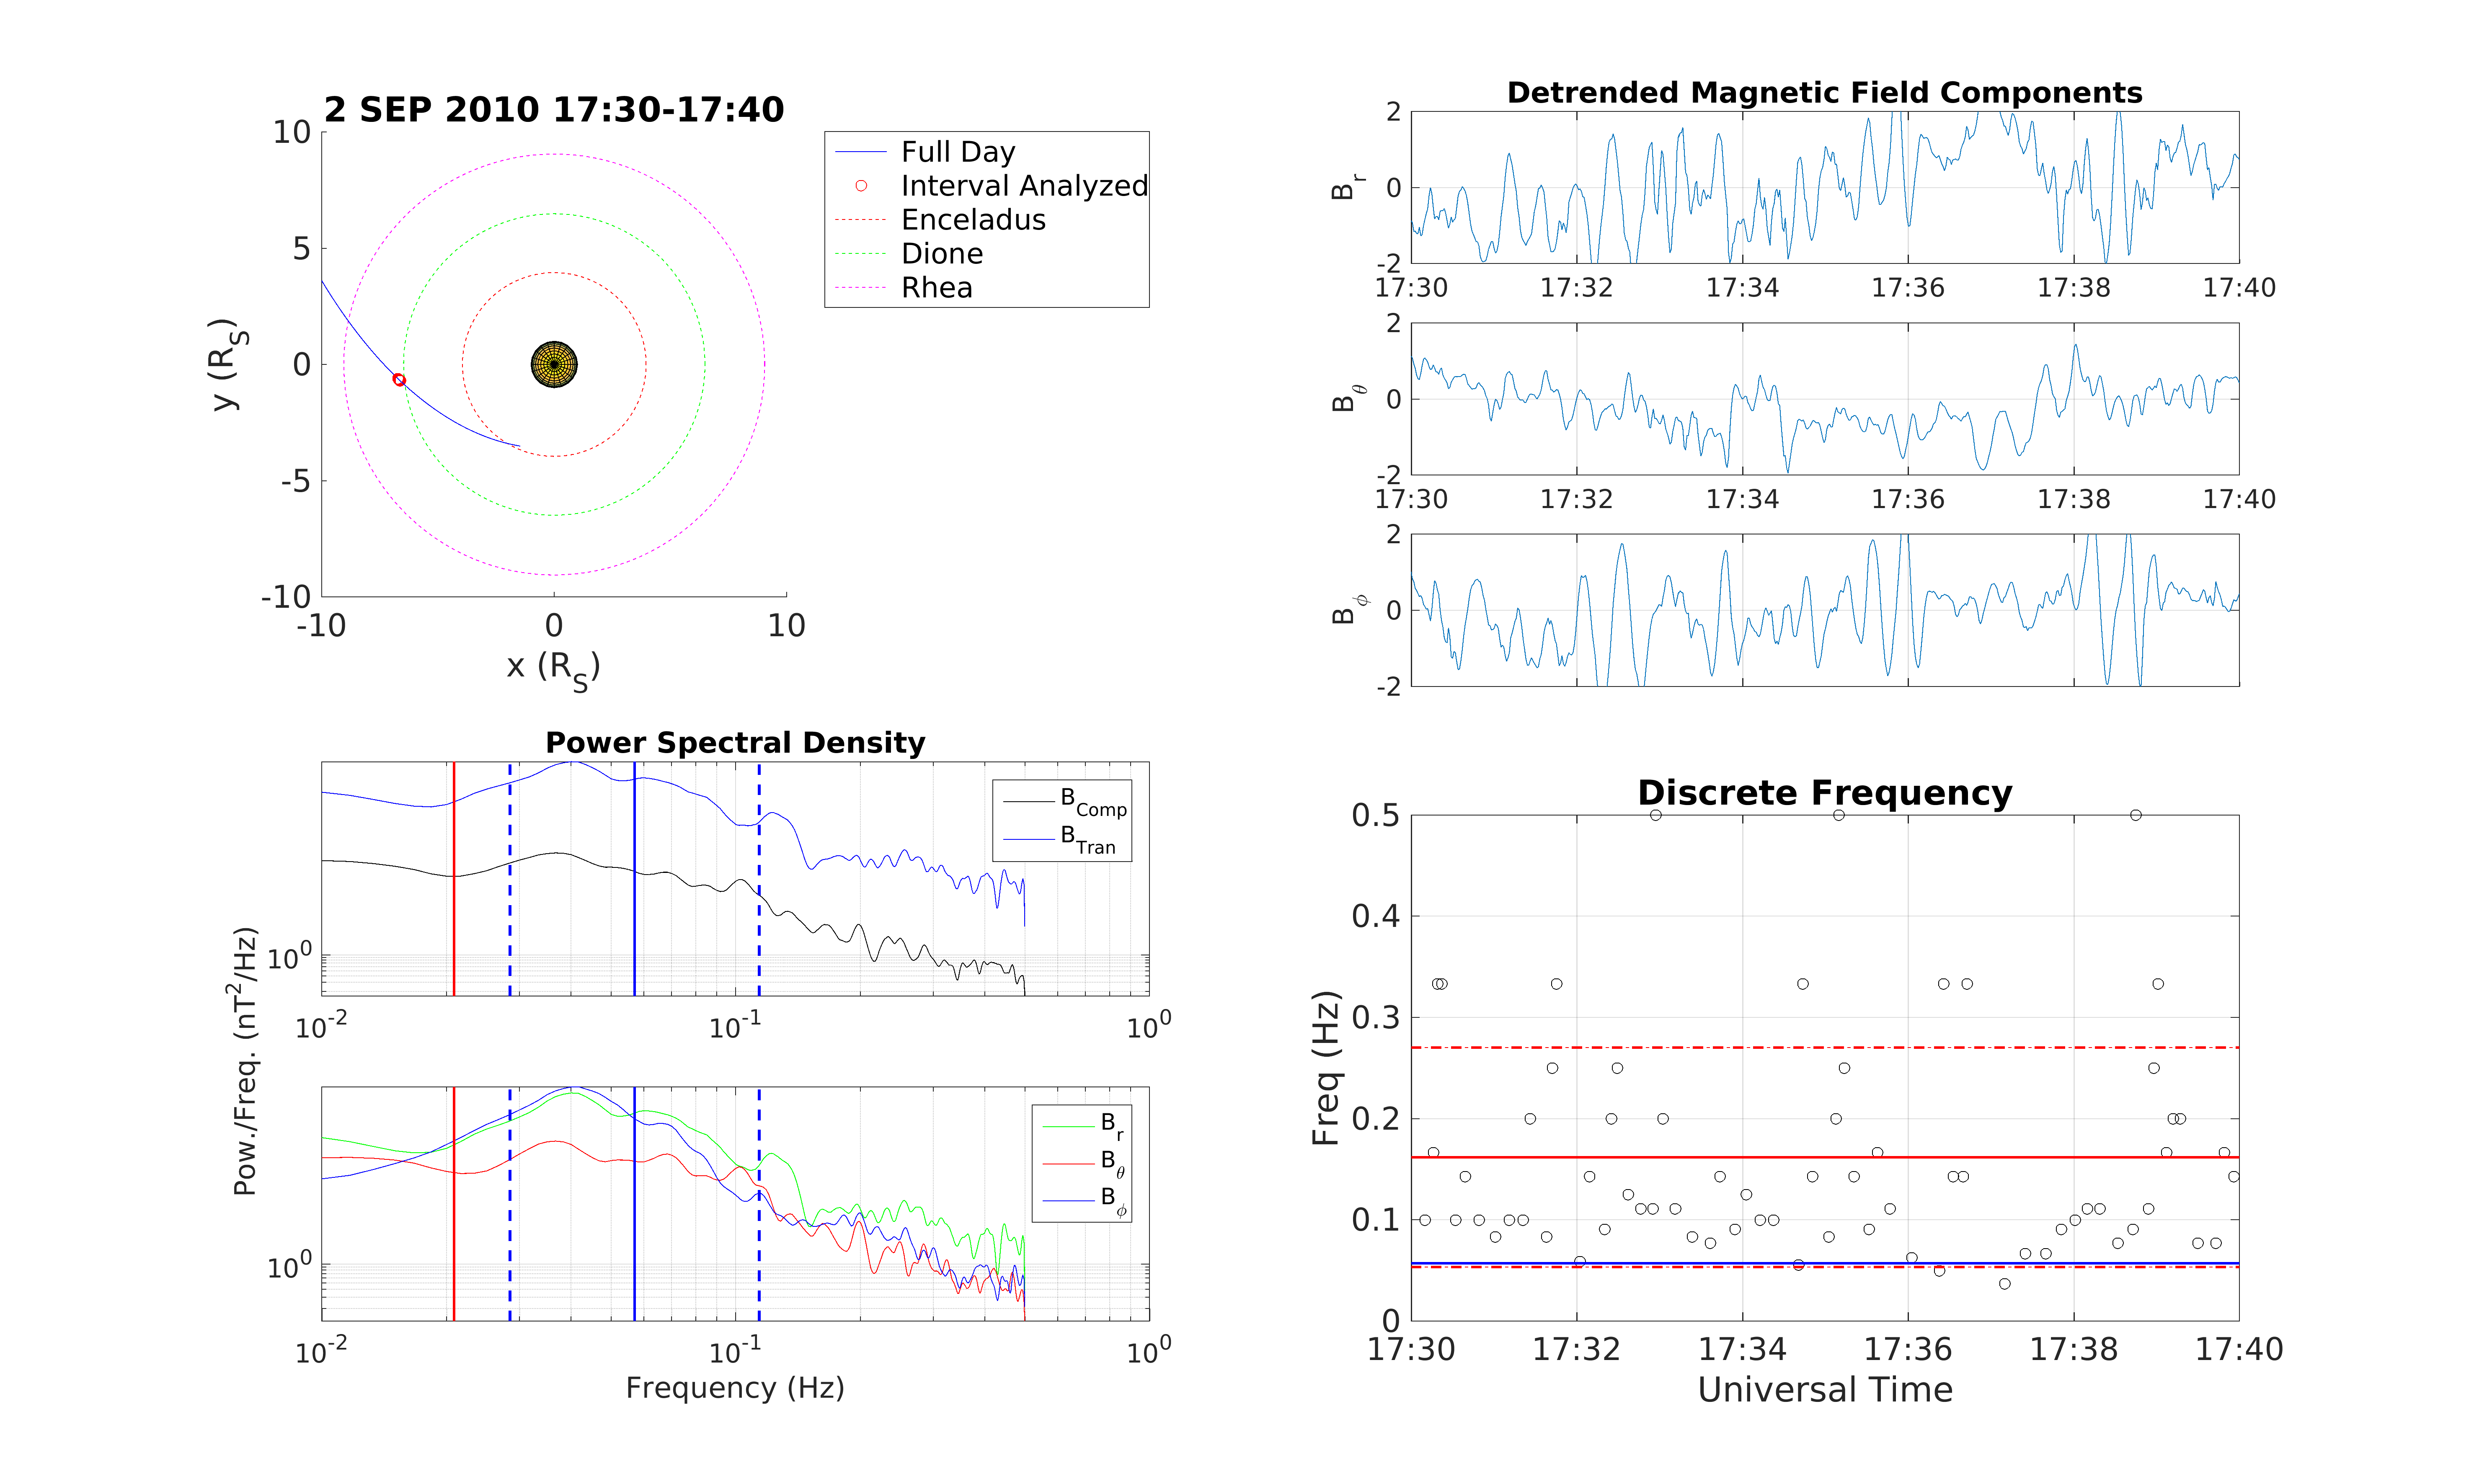 2 SEP 2010 17:30-17:40
10
5
0
-5
-10
-10
0
10
y (R_S)
x (R_S)
Full Day
Interval Analyzed
Enceladus
Dione
Rhea
Detrended Magnetic Field Components
2
0
-2
B_r
17:30
17:32
17:34
17:36
17:38
17:40
2
0
-2
B_θ
17:30
17:32
17:34
17:36
17:38
17:40
2
0
-2
B_ϕ
Power Spectral Density
B_Comp
B_Tran
10^0
10^-2
10^-1
10^0
Pow./Freq. (nT^2/Hz)
B_r
B_θ
B_ϕ
10^0
10^-2
10^-1
10^0
Frequency (Hz)
Discrete Frequency
0.5
0.4
0.3
0.2
0.1
0
Freq (Hz)
17:30
17:32
17:34
17:36
17:38
17:40
Universal Time